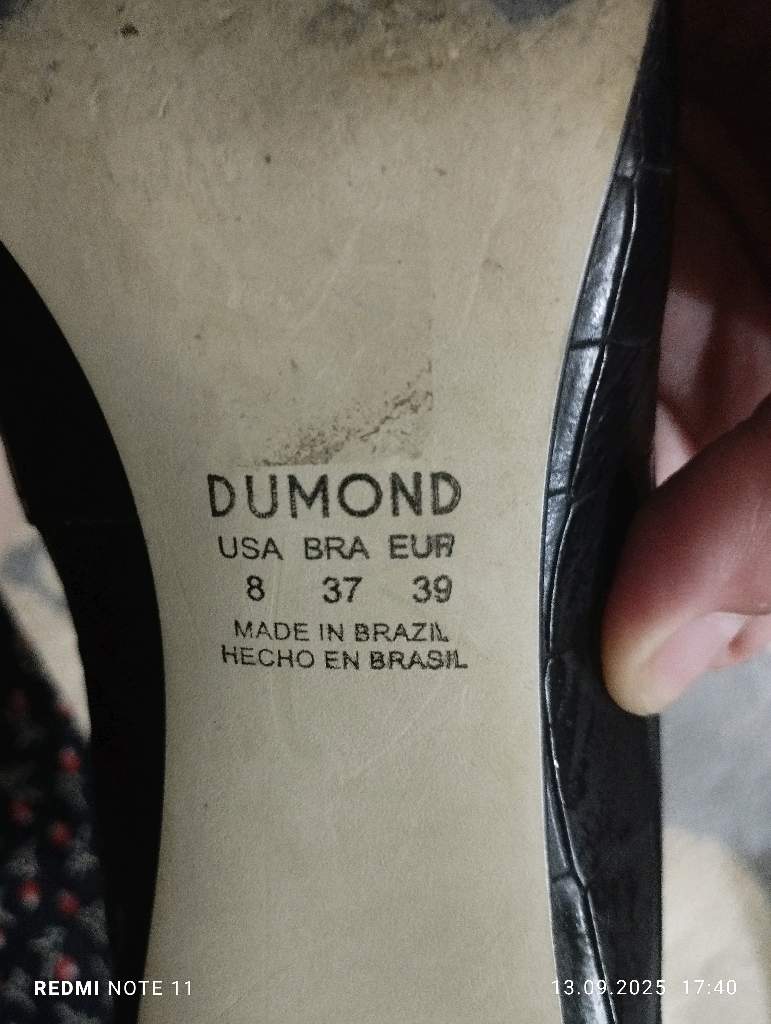 DUMOND
USA BRA EUR
8 37 39
MADE IN BRAZIL
HECHO EN BRASIL
REDMI NOTE 11
13.09.2025 17:40